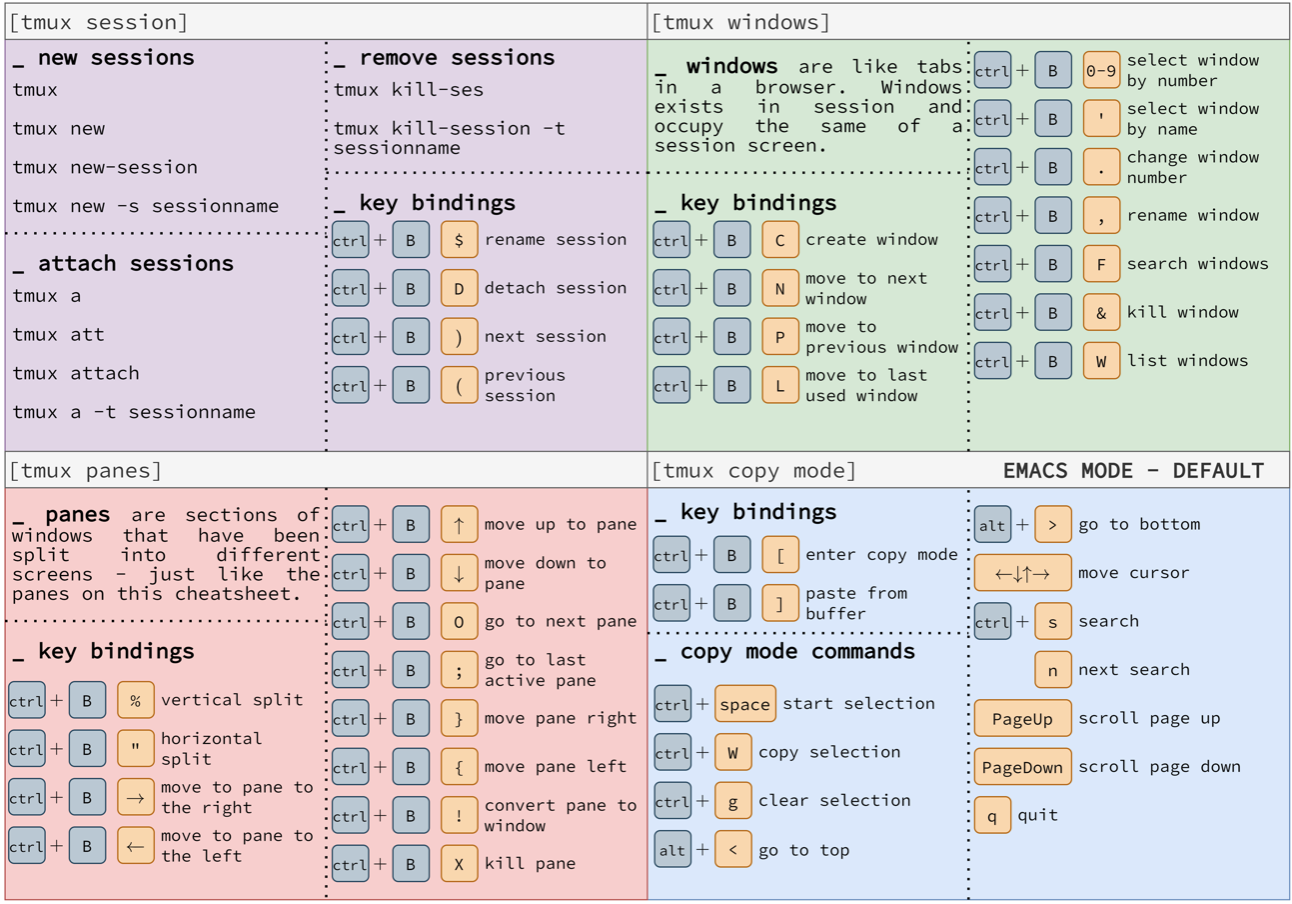 [tmux session]
_ new sessions
tmux
tmux new
tmux new-session
tmux new -s sessionname
_ attach sessions
tmux a
tmux att
tmux attach
tmux a -t sessionname
_ remove sessions
tmux kill-ses
tmux kill-session -t
sessionname
_ key bindings
ctrl + B $ rename session
ctrl + B D detach session
ctrl + B ) next session
ctrl + B ( previous
session
[tmux windows]
_ windows are like tabs
in a browser. Windows
exists in session and
occupy the same of a
session screen.
_ key bindings
ctrl + B C create window
ctrl + B N move to next
window
ctrl + B P move to
previous window
ctrl + B L move to last
used window
ctrl + B 0-9 select window
by number
ctrl + B ' select window
by name
ctrl + B . change window
number
ctrl + B , rename window
ctrl + B F search windows
ctrl + B & kill window
ctrl + B W list windows
[tmux panes]
_ panes are sections of
windows that have been
split into different
screens - just like the
panes on this cheatsheet.
_ key bindings
ctrl + B % vertical split
ctrl + B " horizontal
split
ctrl + B → move to pane to
the right
ctrl + B ← move to pane to
the left
ctrl + B ↑ move up to pane
ctrl + B ↓ move down to
pane
ctrl + B O go to next pane
ctrl + B ; go to last
active pane
ctrl + B } move pane right
ctrl + B { move pane left
ctrl + B ! convert pane to
window
ctrl + B X kill pane
[tmux copy mode] EMACS MODE - DEFAULT
_ key bindings
ctrl + B [ enter copy mode
ctrl + B ] paste from
buffer
_ copy mode commands
ctrl + space start selection
ctrl + W copy selection
ctrl + g clear selection
alt + < go to top
alt + > go to bottom
←↓↑→ move cursor
ctrl + s search
n next search
PageUp scroll page up
PageDown scroll page down
q quit